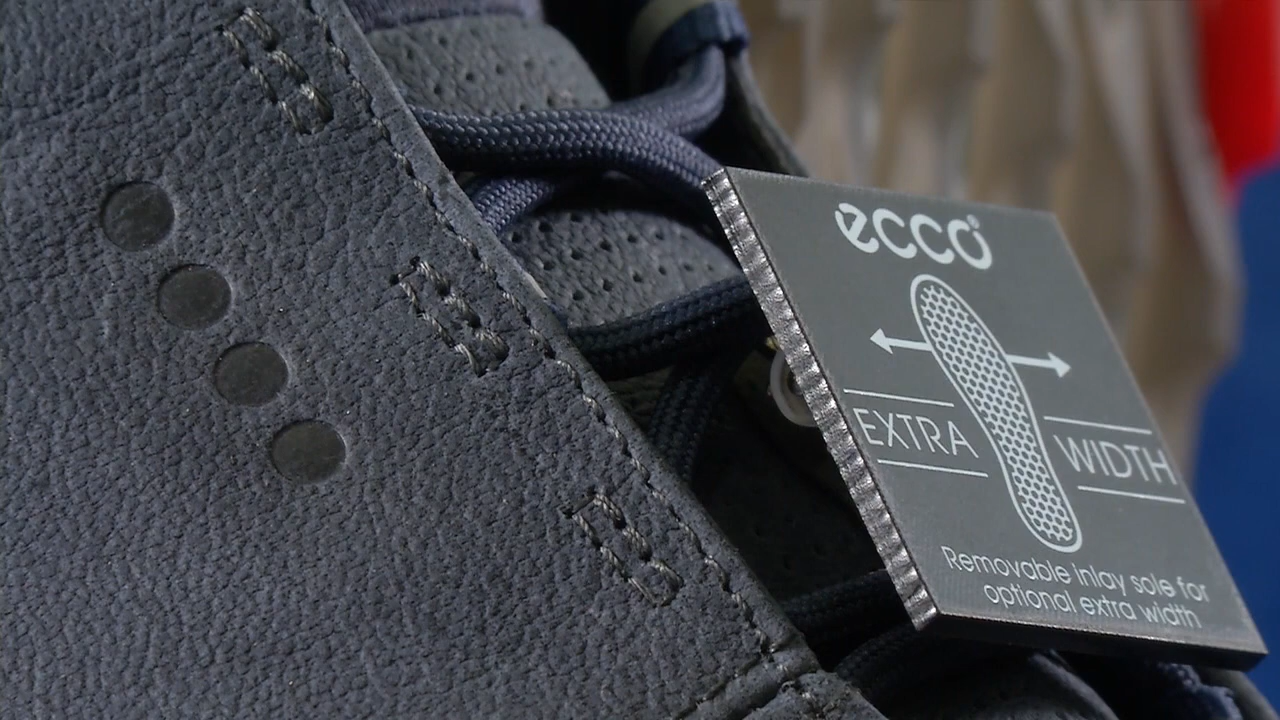 ecco®
EXTRA WIDTH
Removable inlay sole for
optional extra width